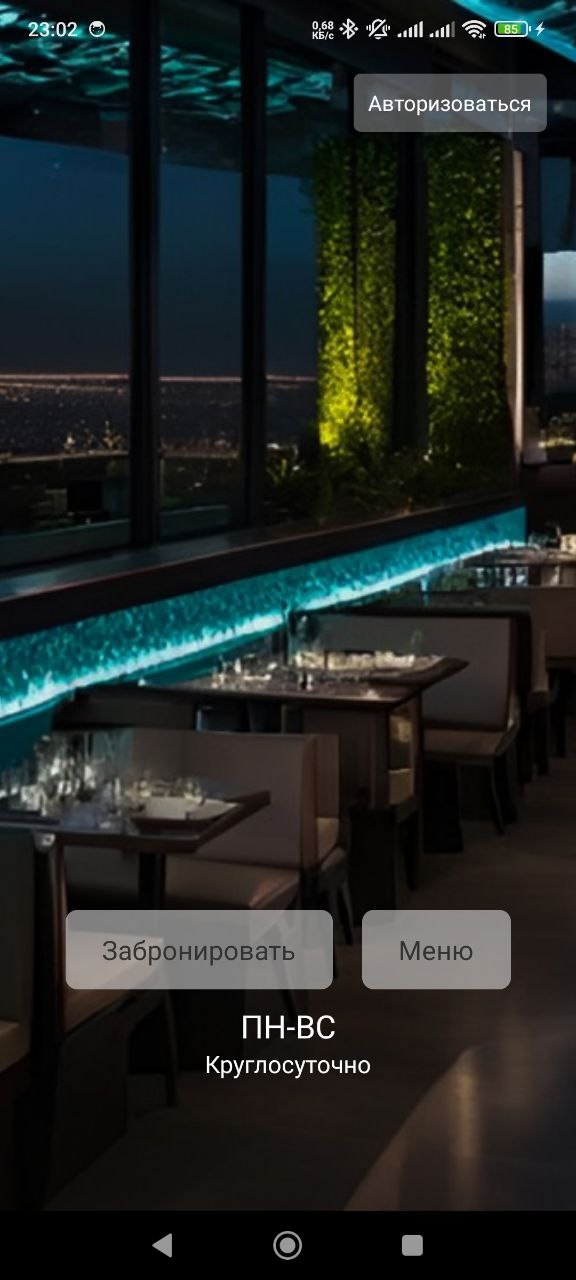 23:02
0,68
КБ/с
85
Авторизоваться
Забронировать
Меню
ПН-ВС
Круглосуточно